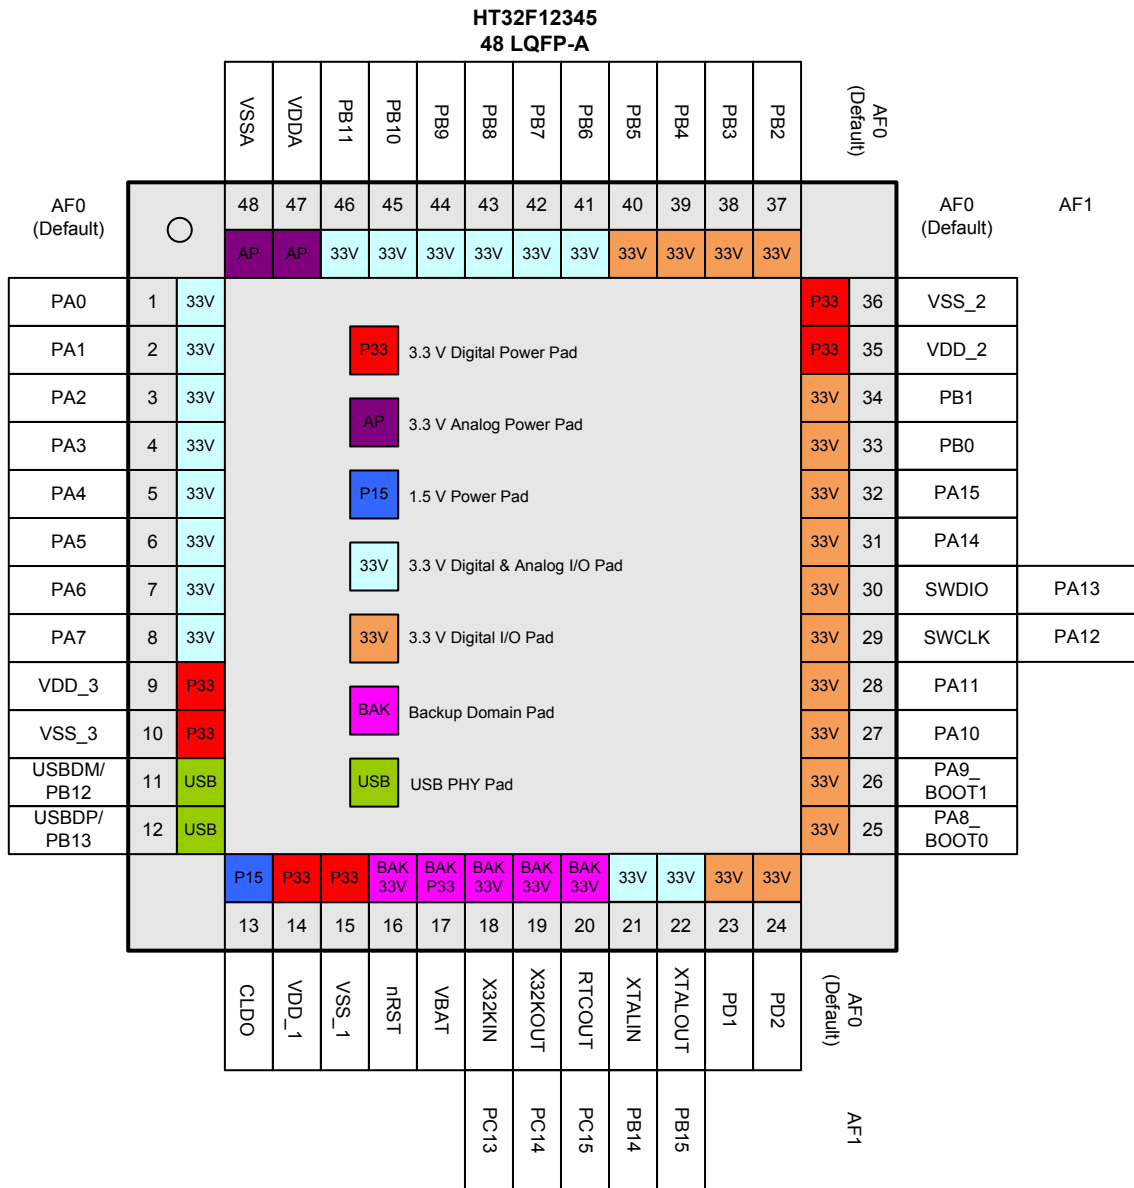 HT32F12345
48 LQFP-A
VSSA VDDA PB11 PB10 PB9 PB8 PB7 PB6 PB5 PB4 PB3 PB2 AF0
(Default)
AF0
(Default)
48 47 46 45 44 43 42 41 40 39 38 37
AP AP 33V 33V 33V 33V 33V 33V 33V 33V 33V 33V
AF0
(Default)
AF1
PA0 1 33V P33 36 VSS_2
PA1 2 33V P33 35 VDD_2
P33 3.3 V Digital Power Pad
PA2 3 33V 33V 34 PB1
AP 3.3 V Analog Power Pad
PA3 4 33V 33V 33 PB0
PA4 5 33V 33V 32 PA15
P15 1.5 V Power Pad
PA5 6 33V 33V 31 PA14
33V 3.3 V Digital & Analog I/O Pad
PA6 7 33V 33V 30 SWDIO PA13
PA7 8 33V 33V 29 SWCLK PA12
33V 3.3 V Digital I/O Pad
VDD_3 9 P33 33V 28 PA11
BAK Backup Domain Pad
VSS_3 10 P33 33V 27 PA10
USBDM/
PB12 11 USB 33V 26 PA9_
BOOT1
USB USB PHY Pad
USBDP/
PB13 12 USB 33V 25 PA8_
BOOT0
P15 P33 P33 BAK
33V BAK
P33 BAK
33V BAK
33V BAK
33V 33V 33V 33V 33V
13 14 15 16 17 18 19 20 21 22 23 24
CLDO VDD_1 VSS_1 nRST VBAT X32KIN X32KOUT RTCOUT XTALIN XTALOUT PD1 PD2 AF0
(Default)
PC13 PC14 PC15 PB14 PB15 AF1